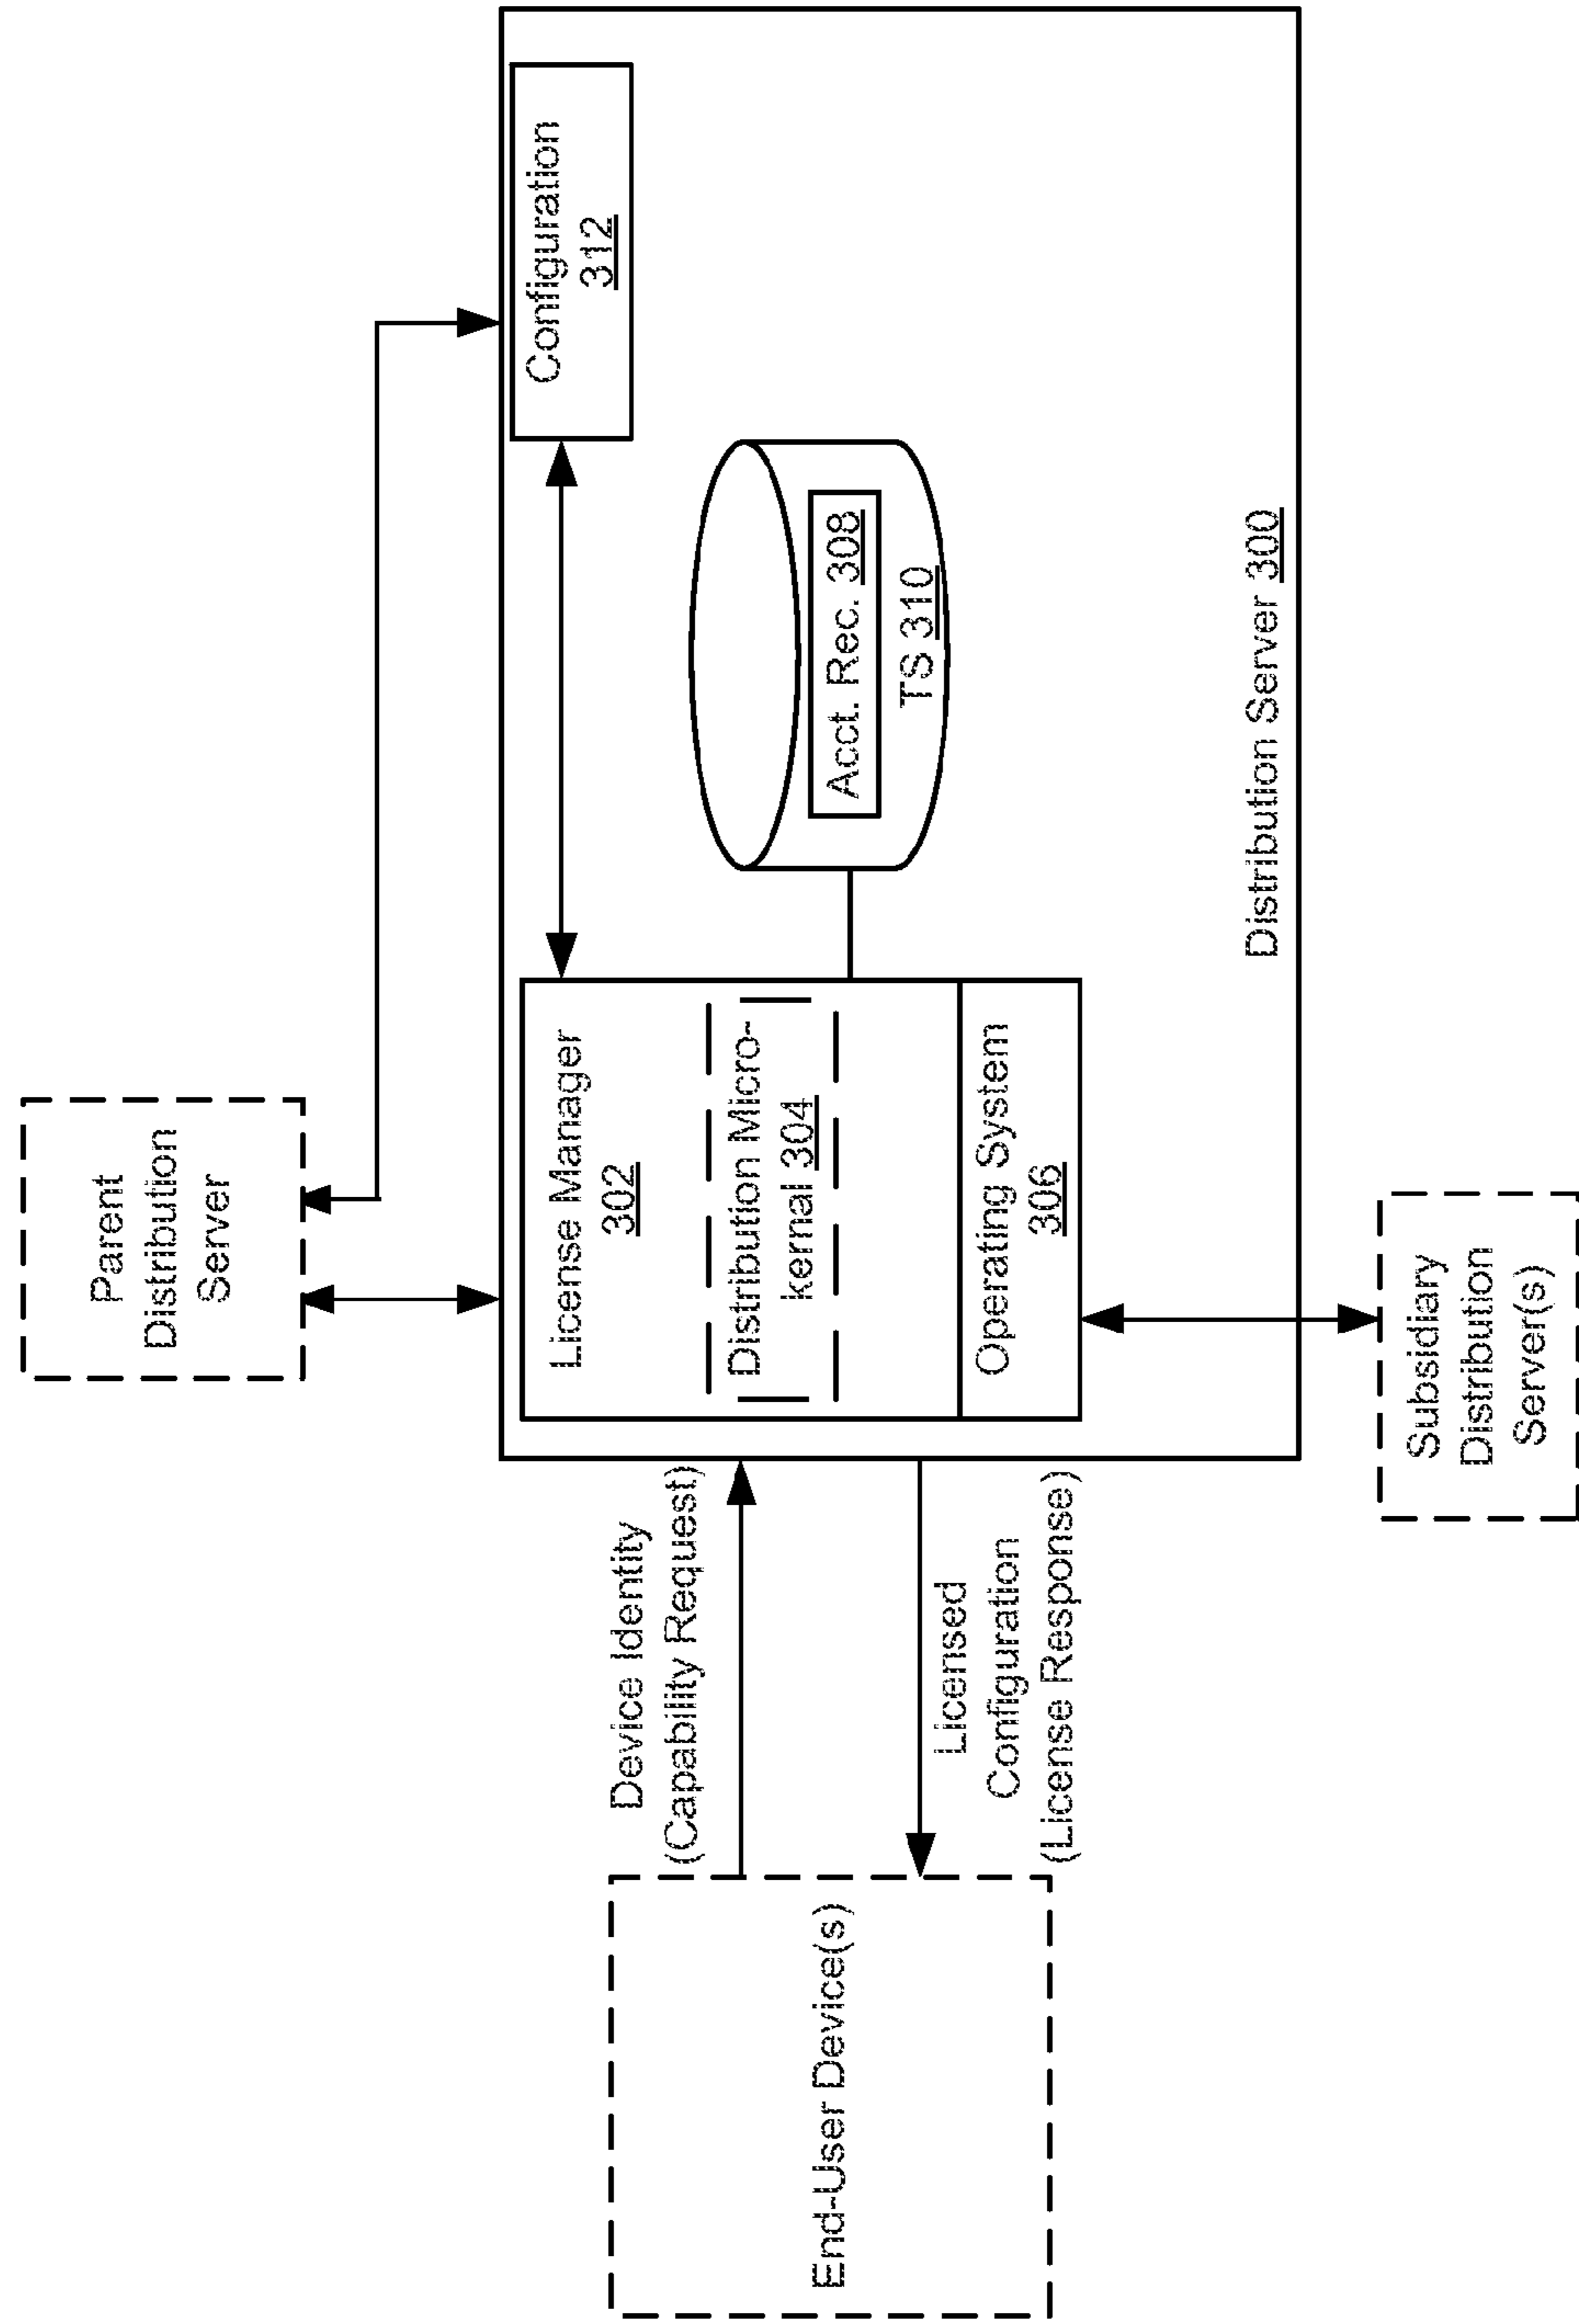 Parent
Distribution
Server
Configuration
312
License Manager
302
Distribution Micro-
kernal 304
Operating System
306
Acct. Rec. 308
TS 310
Distribution Server 300
Device Identity
(Capability Request)
Licensed
Configuration
(License Response)
End-User Device(s)
Subsidiary
Distribution
Server(s)